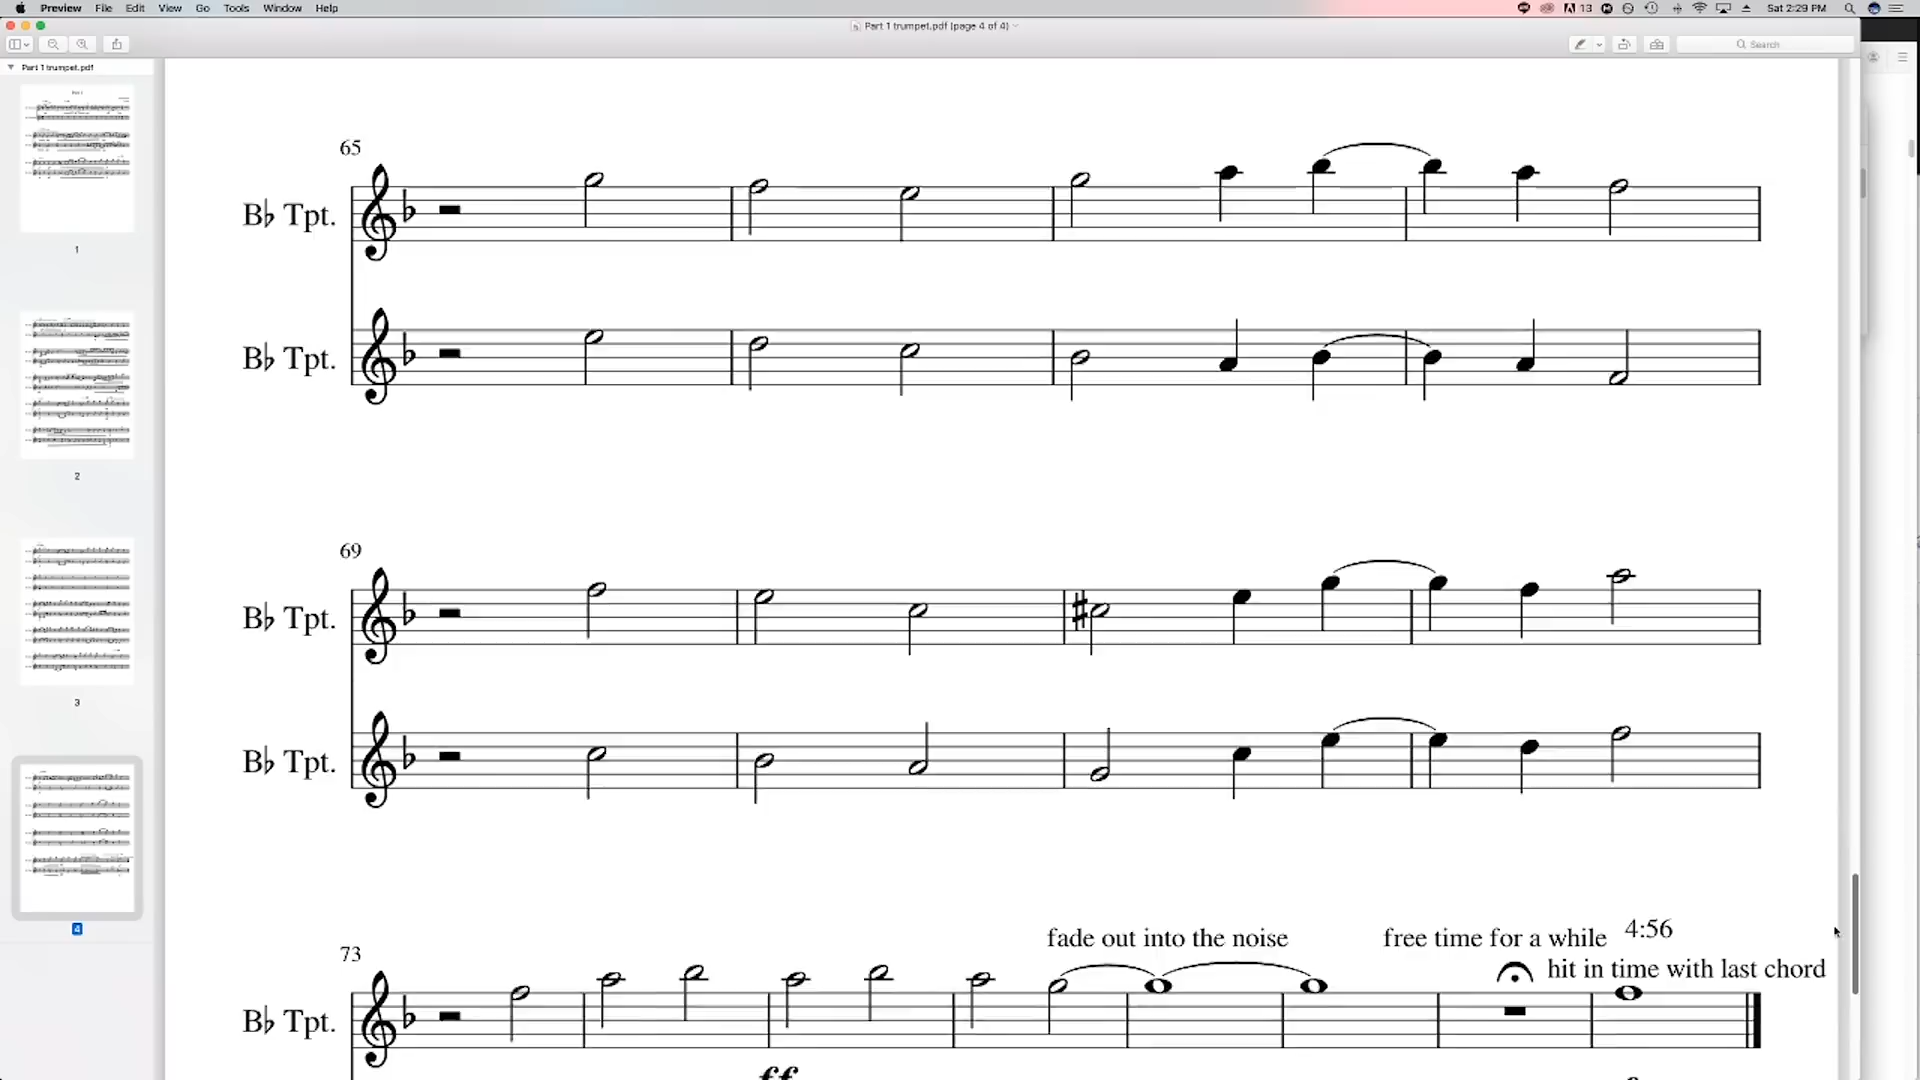 Preview File Edit View Go Tools Window Help
13
Sat 2:29 PM
Part 1 trumpet.pdf (page 4 of 4)
Search
Part 1 trumpet.pdf
1
2
3
4
65
B♭ Tpt.
B♭ Tpt.
69
B♭ Tpt.
B♭ Tpt.
fade out into the noise
free time for a while
4:56
73
hit in time with last chord
B♭ Tpt.
ff